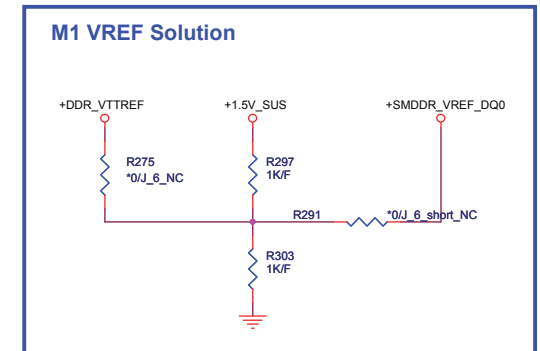 M1 VREF Solution
+DDR_VTTREF
+1.5V_SUS
+SMDDR_VREF_DQ0
R275
*0/J_6_NC
R297
1K/F
R291
*0/J_6_short_NC
R303
1K/F